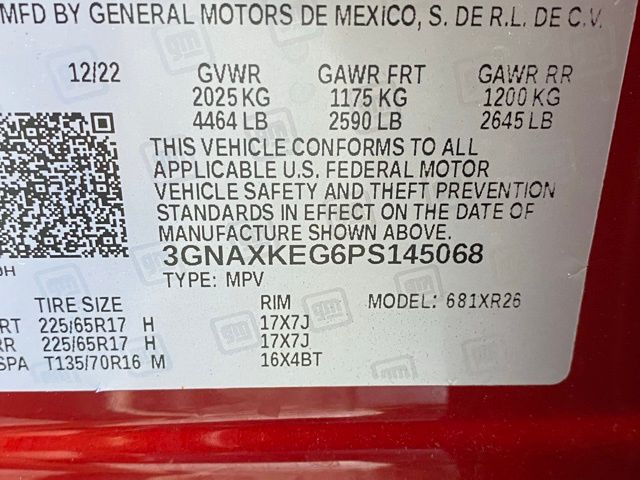 MFD BY GENERAL MOTORS DE MEXICO, S. DE R.L. DE C.V.
12/22 GVWR GAWR FRT GAWR RR
2025 KG 1175 KG 1200 KG
4464 LB 2590 LB 2645 LB
THIS VEHICLE CONFORMS TO ALL
APPLICABLE U.S. FEDERAL MOTOR
VEHICLE SAFETY AND THEFT PREVENTION
STANDARDS IN EFFECT ON THE DATE OF
MANUFACTURE SHOWN ABOVE.
3GNAXKEG6PS145068
TYPE: MPV
TIRE SIZE RIM MODEL: 681XR26
RT 225/65R17 H 17X7J
RR 225/65R17 H 17X7J
SPA T135/70R16 M 16X4BT